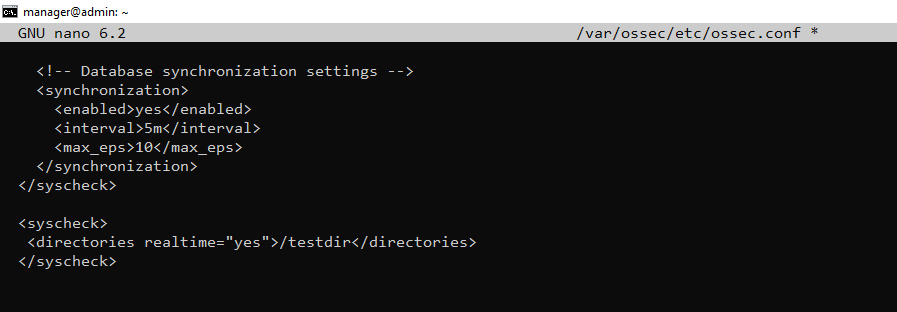 manager@admin: ~
GNU nano 6.2 /var/ossec/etc/ossec.conf *
<!-- Database synchronization settings -->
<synchronization>
<enabled>yes</enabled>
<interval>5m</interval>
<max_eps>10</max_eps>
</synchronization>
</syscheck>
<syscheck>
<directories realtime="yes">/testdir</directories>
</syscheck>